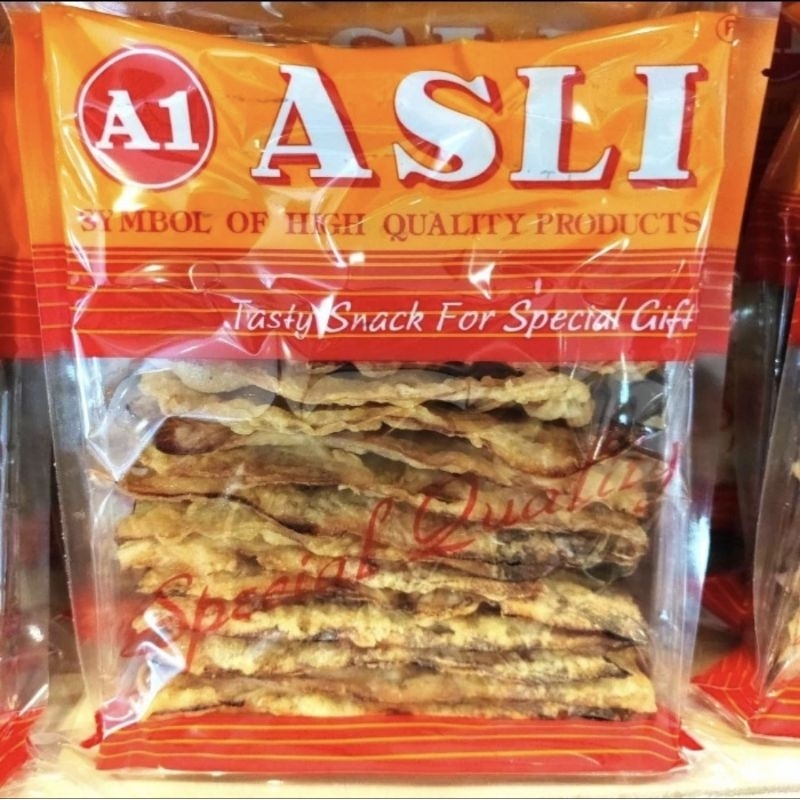 A1 ASLI ®
SYMBOL OF HIGH QUALITY PRODUCTS
Tasty Snack For Special Gift
Special Quality